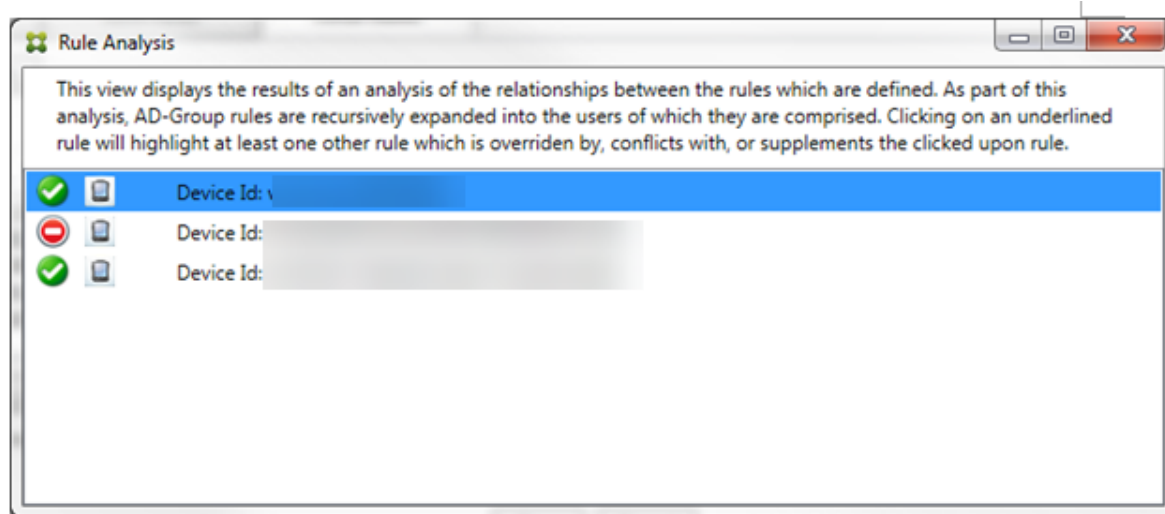 Rule Analysis
This view displays the results of an analysis of the relationships between the rules which are defined. As part of this
analysis, AD-Group rules are recursively expanded into the users of which they are comprised. Clicking on an underlined
rule will highlight at least one other rule which is overriden by, conflicts with, or supplements the clicked upon rule.
Device Id:
Device Id:
Device Id: